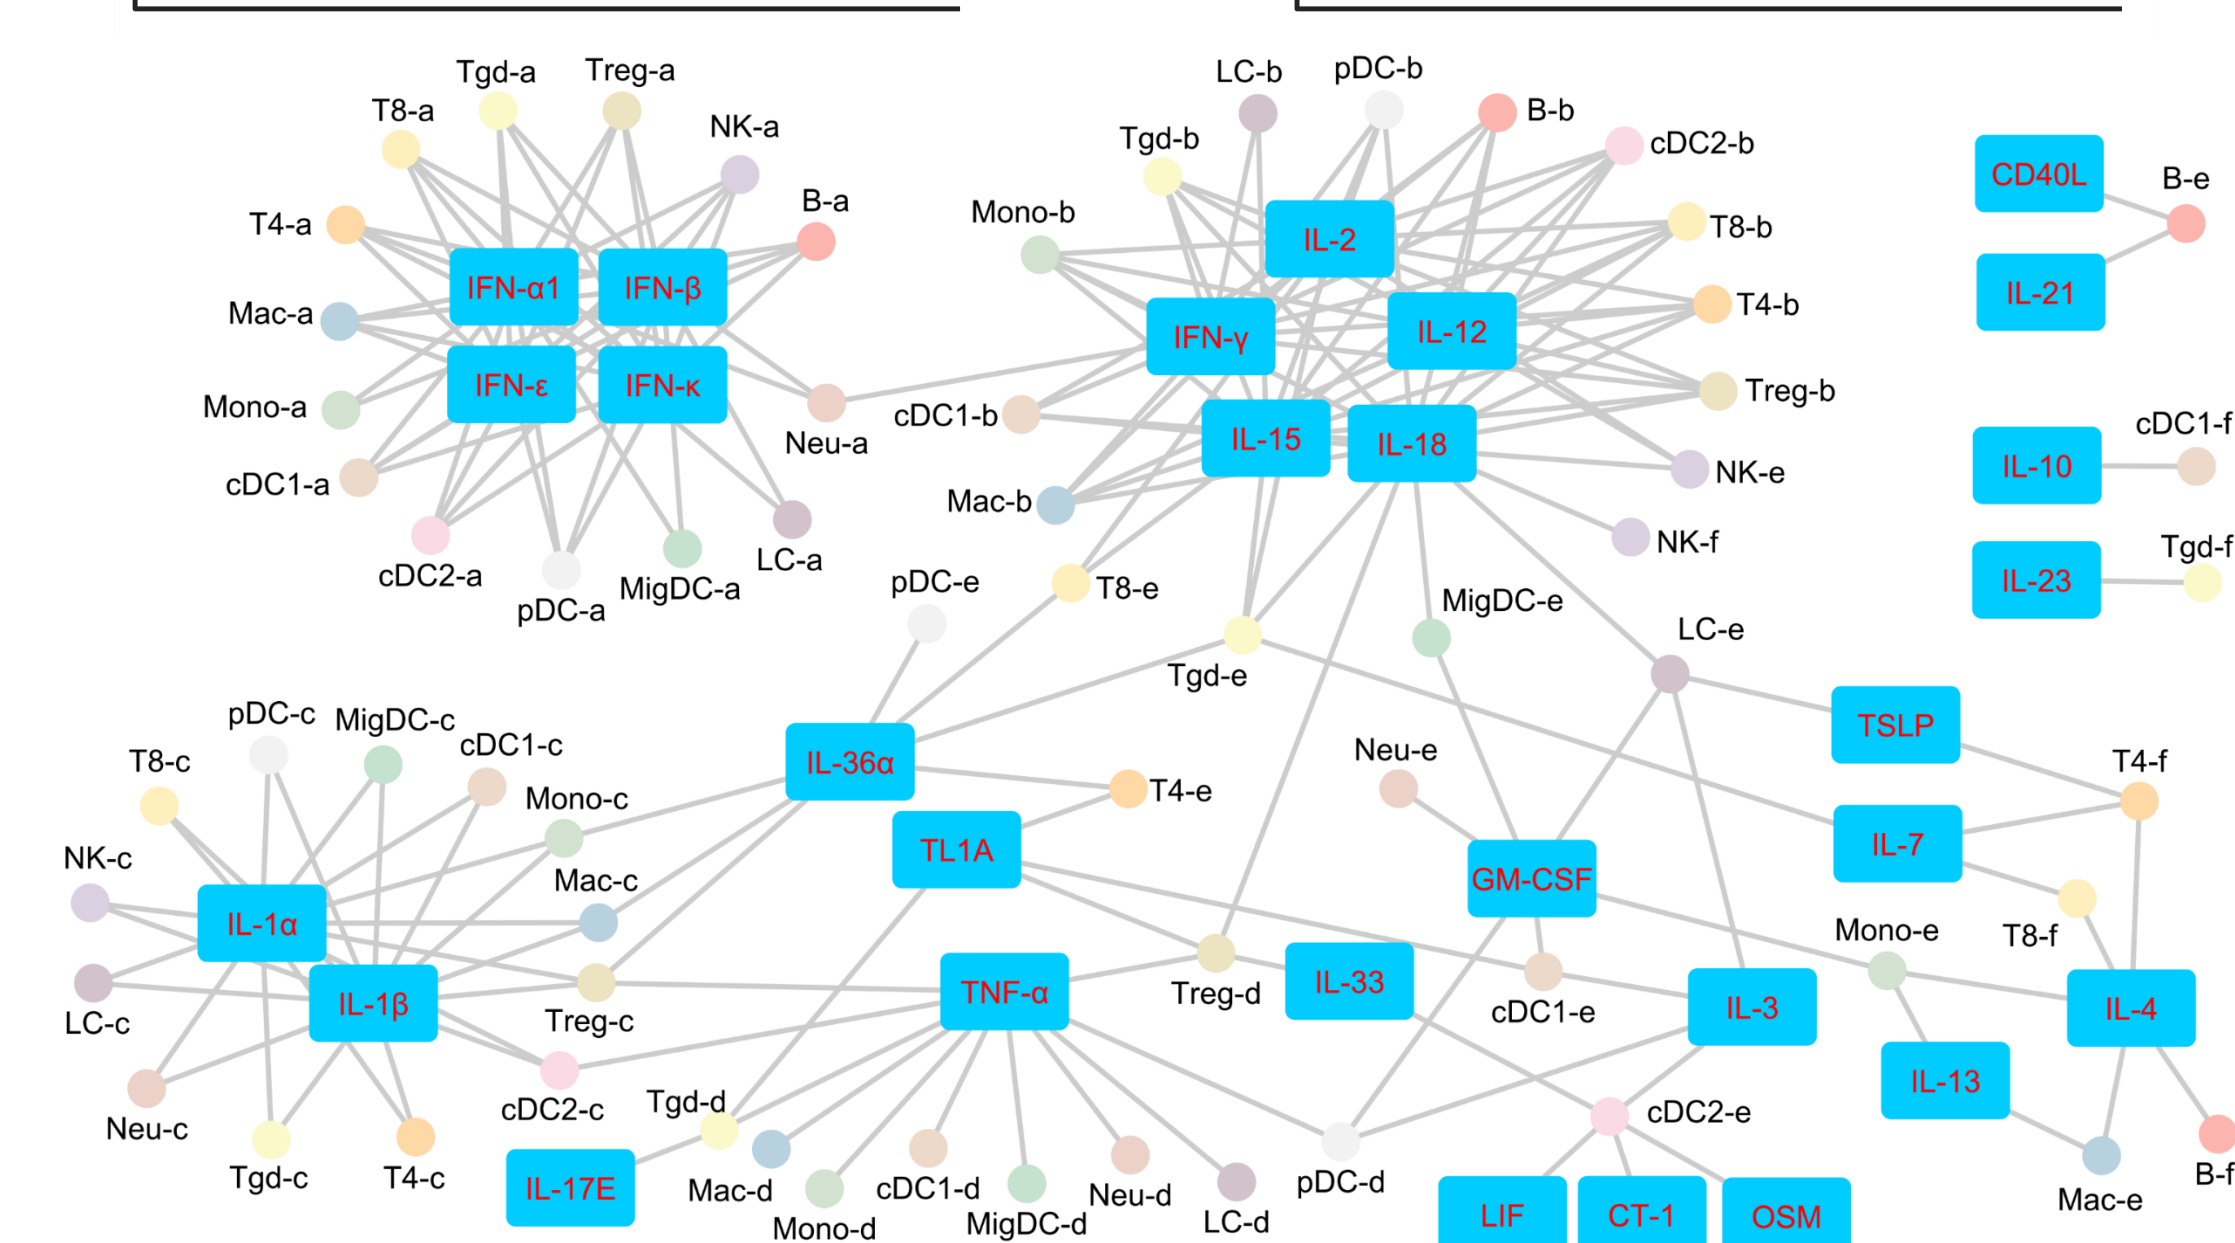 Tgd-a
Treg-a
T8-a
NK-a
B-a
T4-a
Mac-a
Mono-a
cDC1-a
cDC2-a
pDC-a
MigDC-a
LC-a
Neu-a
IFN-α1
IFN-β
IFN-ε
IFN-κ
LC-b
pDC-b
B-b
Tgd-b
cDC2-b
Mono-b
T8-b
T4-b
Treg-b
cDC1-b
Mac-b
NK-e
NK-f
IL-2
IFN-γ
IL-12
IL-15
IL-18
CD40L
B-e
IL-21
IL-10
cDC1-f
IL-23
Tgd-f
pDC-e
T8-e
Tgd-e
MigDC-e
LC-e
pDC-c
MigDC-c
cDC1-c
T8-c
Mono-c
NK-c
Mac-c
IL-1α
IL-1β
LC-c
Treg-c
Neu-c
cDC2-c
Tgd-c
T4-c
IL-36α
T4-e
TL1A
Neu-e
GM-CSF
TSLP
T4-f
IL-7
T8-f
Mono-e
TNF-α
Treg-d
IL-33
cDC1-e
IL-3
IL-4
IL-13
Tgd-d
IL-17E
Mac-d
Mono-d
cDC1-d
MigDC-d
Neu-d
LC-d
pDC-d
cDC2-e
LIF
CT-1
OSM
Mac-e
B-f